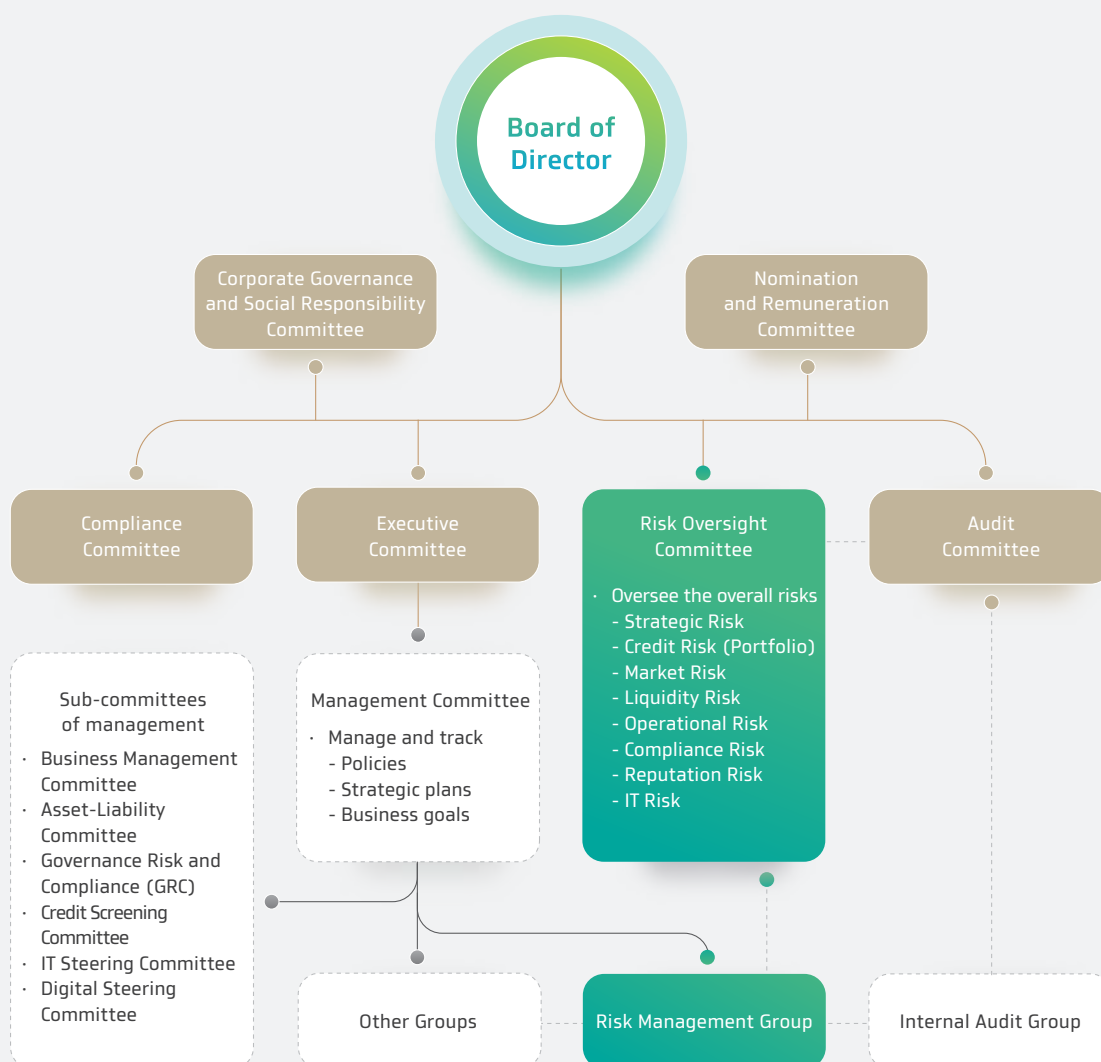 Board of
Director
Corporate Governance
and Social Responsibility
Committee
Nomination
and Remuneration
Committee
Compliance
Committee
Executive
Committee
Risk Oversight
Committee
· Oversee the overall risks
- Strategic Risk
- Credit Risk (Portfolio)
- Market Risk
- Liquidity Risk
- Operational Risk
- Compliance Risk
- Reputation Risk
- IT Risk
Audit
Committee
Sub-committees
of management
· Business Management
Committee
· Asset-Liability
Committee
· Governance Risk and
Compliance (GRC)
· Credit Screening
Committee
· IT Steering Committee
· Digital Steering
Committee
Management Committee
· Manage and track
- Policies
- Strategic plans
- Business goals
Other Groups
Risk Management Group
Internal Audit Group